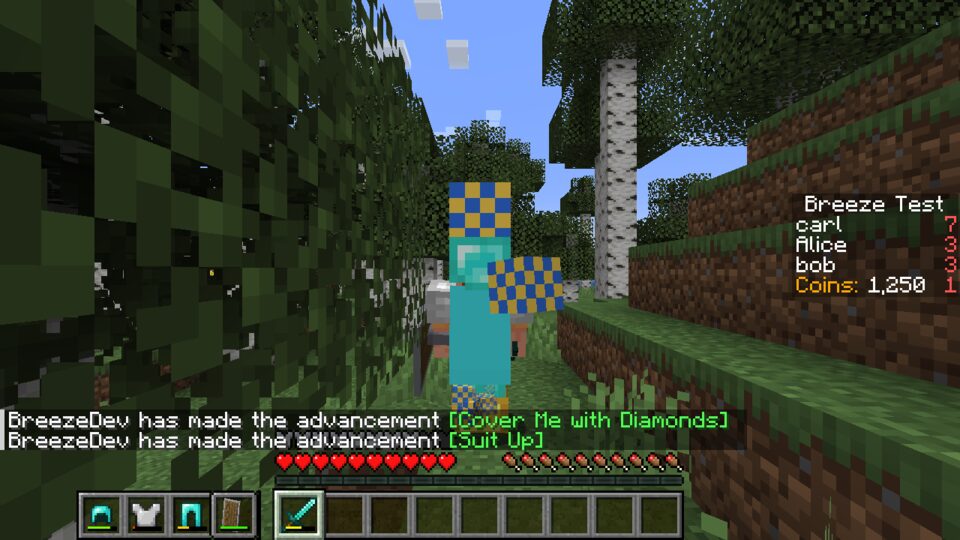 Breeze Test
carl 7
Alice 3
bob 3
Coins: 1,250 1
BreezeDev has made the advancement [Cover Me with Diamonds]
BreezeDev has made the advancement [Suit Up]